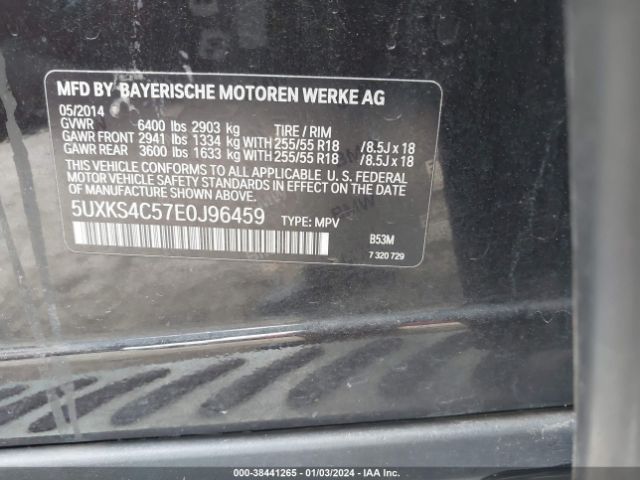 MFD BY BAYERISCHE MOTOREN WERKE AG
05/2014
GVWR 6400 lbs 2903 kg TIRE / RIM
GAWR FRONT 2941 lbs 1334 kg WITH 255/55 R18 / 8.5J x 18
GAWR REAR 3600 lbs 1633 kg WITH 255/55 R18 / 8.5J x 18
THIS VEHICLE CONFORMS TO ALL APPLICABLE U. S. FEDERAL
MOTOR VEHICLE SAFETY STANDARDS
IN EFFECT ON THE DATE OF MANUFACTURE SHOWN ABOVE.
5UXKS4C57E0J96459 TYPE: MPV
B53M
7 320 729
000-38441265 - 01/03/2024 - IAA Inc.